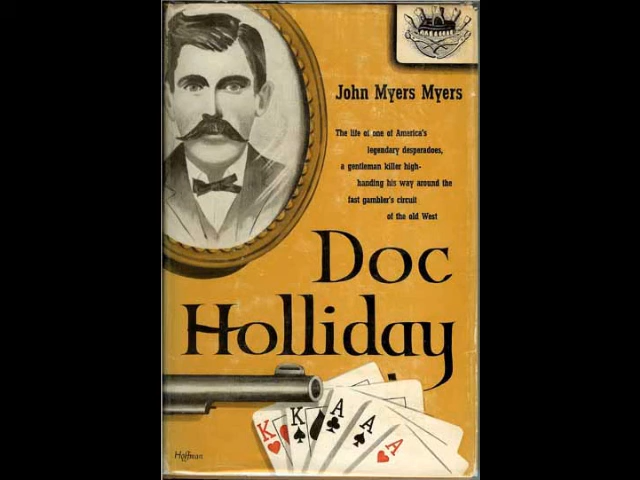 John Myers Myers
The life of one of America's
legendary desperadoes,
a gentleman killer high-
handing his way around the
fast gambler's circuit
of the old West
Doc
Holliday
K K A A A
Hoffman